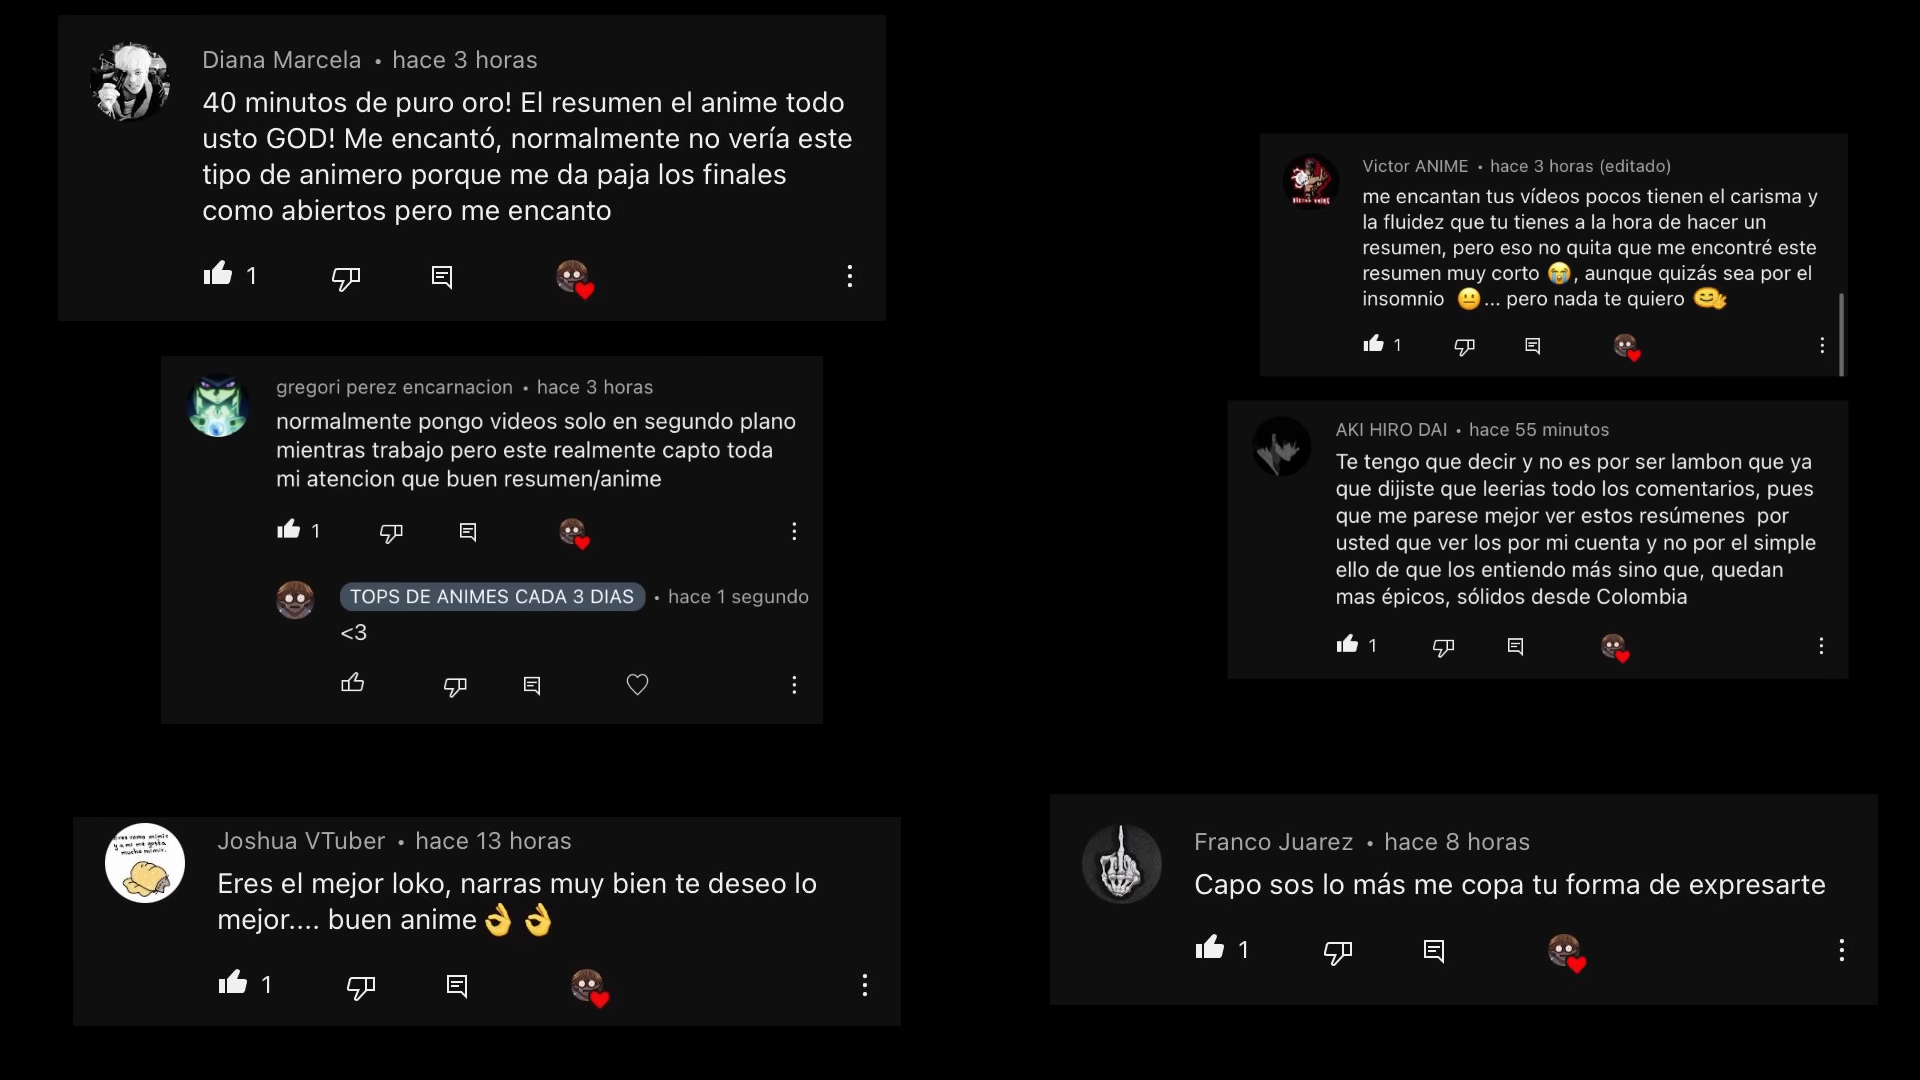 Diana Marcela • hace 3 horas
40 minutos de puro oro! El resumen el anime todo
usto GOD! Me encantó, normalmente no vería este
tipo de animero porque me da paja los finales
como abiertos pero me encanto
1
gregori perez encarnacion • hace 3 horas
normalmente pongo videos solo en segundo plano
mientras trabajo pero este realmente capto toda
mi atencion que buen resumen/anime
1
TOPS DE ANIMES CADA 3 DIAS • hace 1 segundo
<3
Joshua VTuber • hace 13 horas
Eres el mejor loko, narras muy bien te deseo lo
mejor.... buen anime👌👌
1
Victor ANIME • hace 3 horas (editado)
me encantan tus vídeos pocos tienen el carisma y
la fluidez que tu tienes a la hora de hacer un
resumen, pero eso no quita que me encontré este
resumen muy corto 😭, aunque quizás sea por el
insomnio 😐... pero nada te quiero 🤗
1
AKI HIRO DAI • hace 55 minutos
Te tengo que decir y no es por ser lambon que ya
que dijiste que leerias todo los comentarios, pues
que me parese mejor ver estos resúmenes por
usted que ver los por mi cuenta y no por el simple
ello de que los entiendo más sino que, quedan
mas épicos, sólidos desde Colombia
1
Franco Juarez • hace 8 horas
Capo sos lo más me copa tu forma de expresarte
1